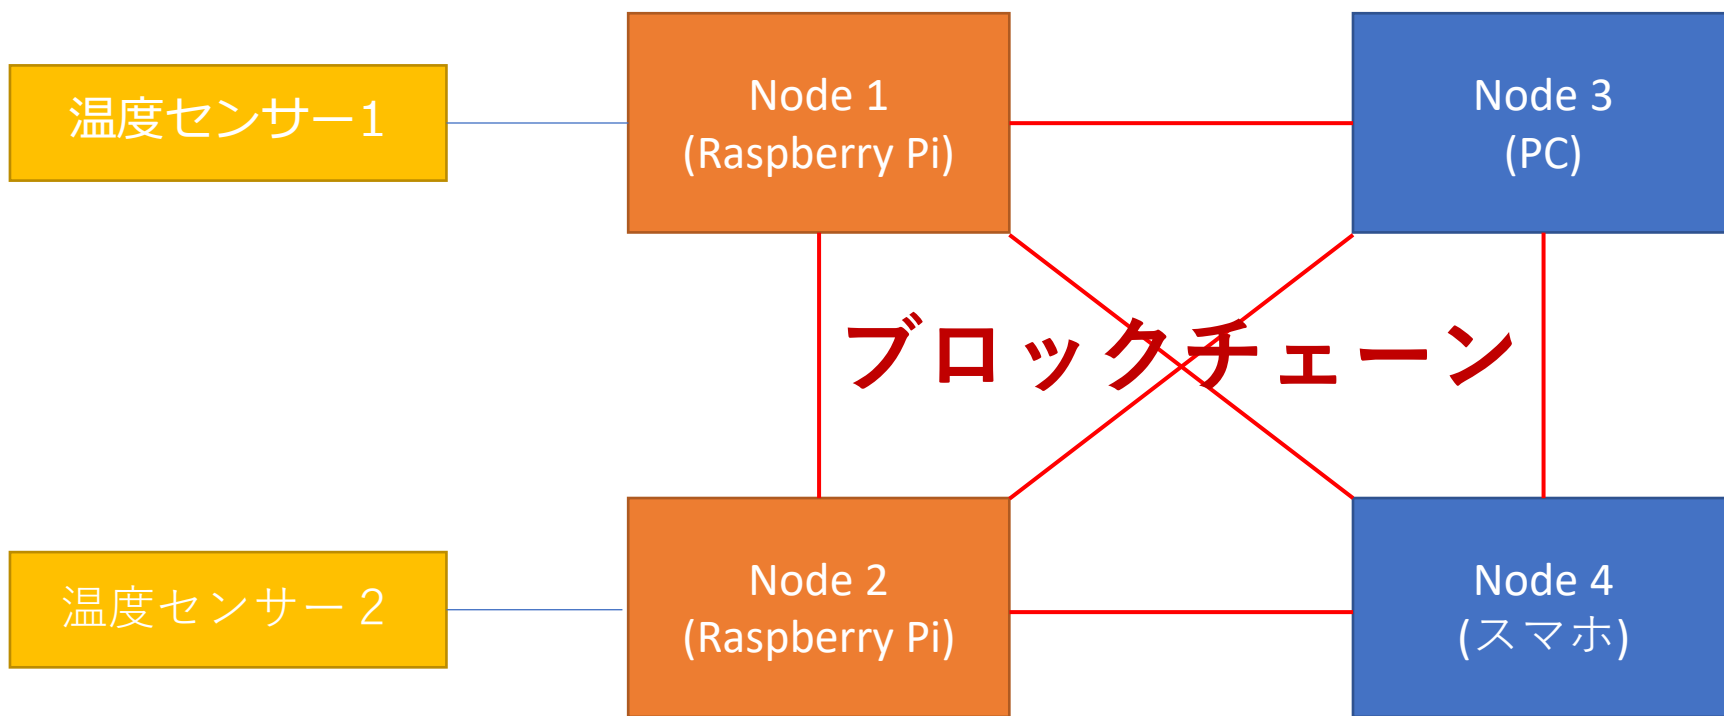 温度センサー1
Node 1
(Raspberry Pi)
Node 3
(PC)
ブロックチェーン
温度センサー２
Node 2
(Raspberry Pi)
Node 4
(スマホ)